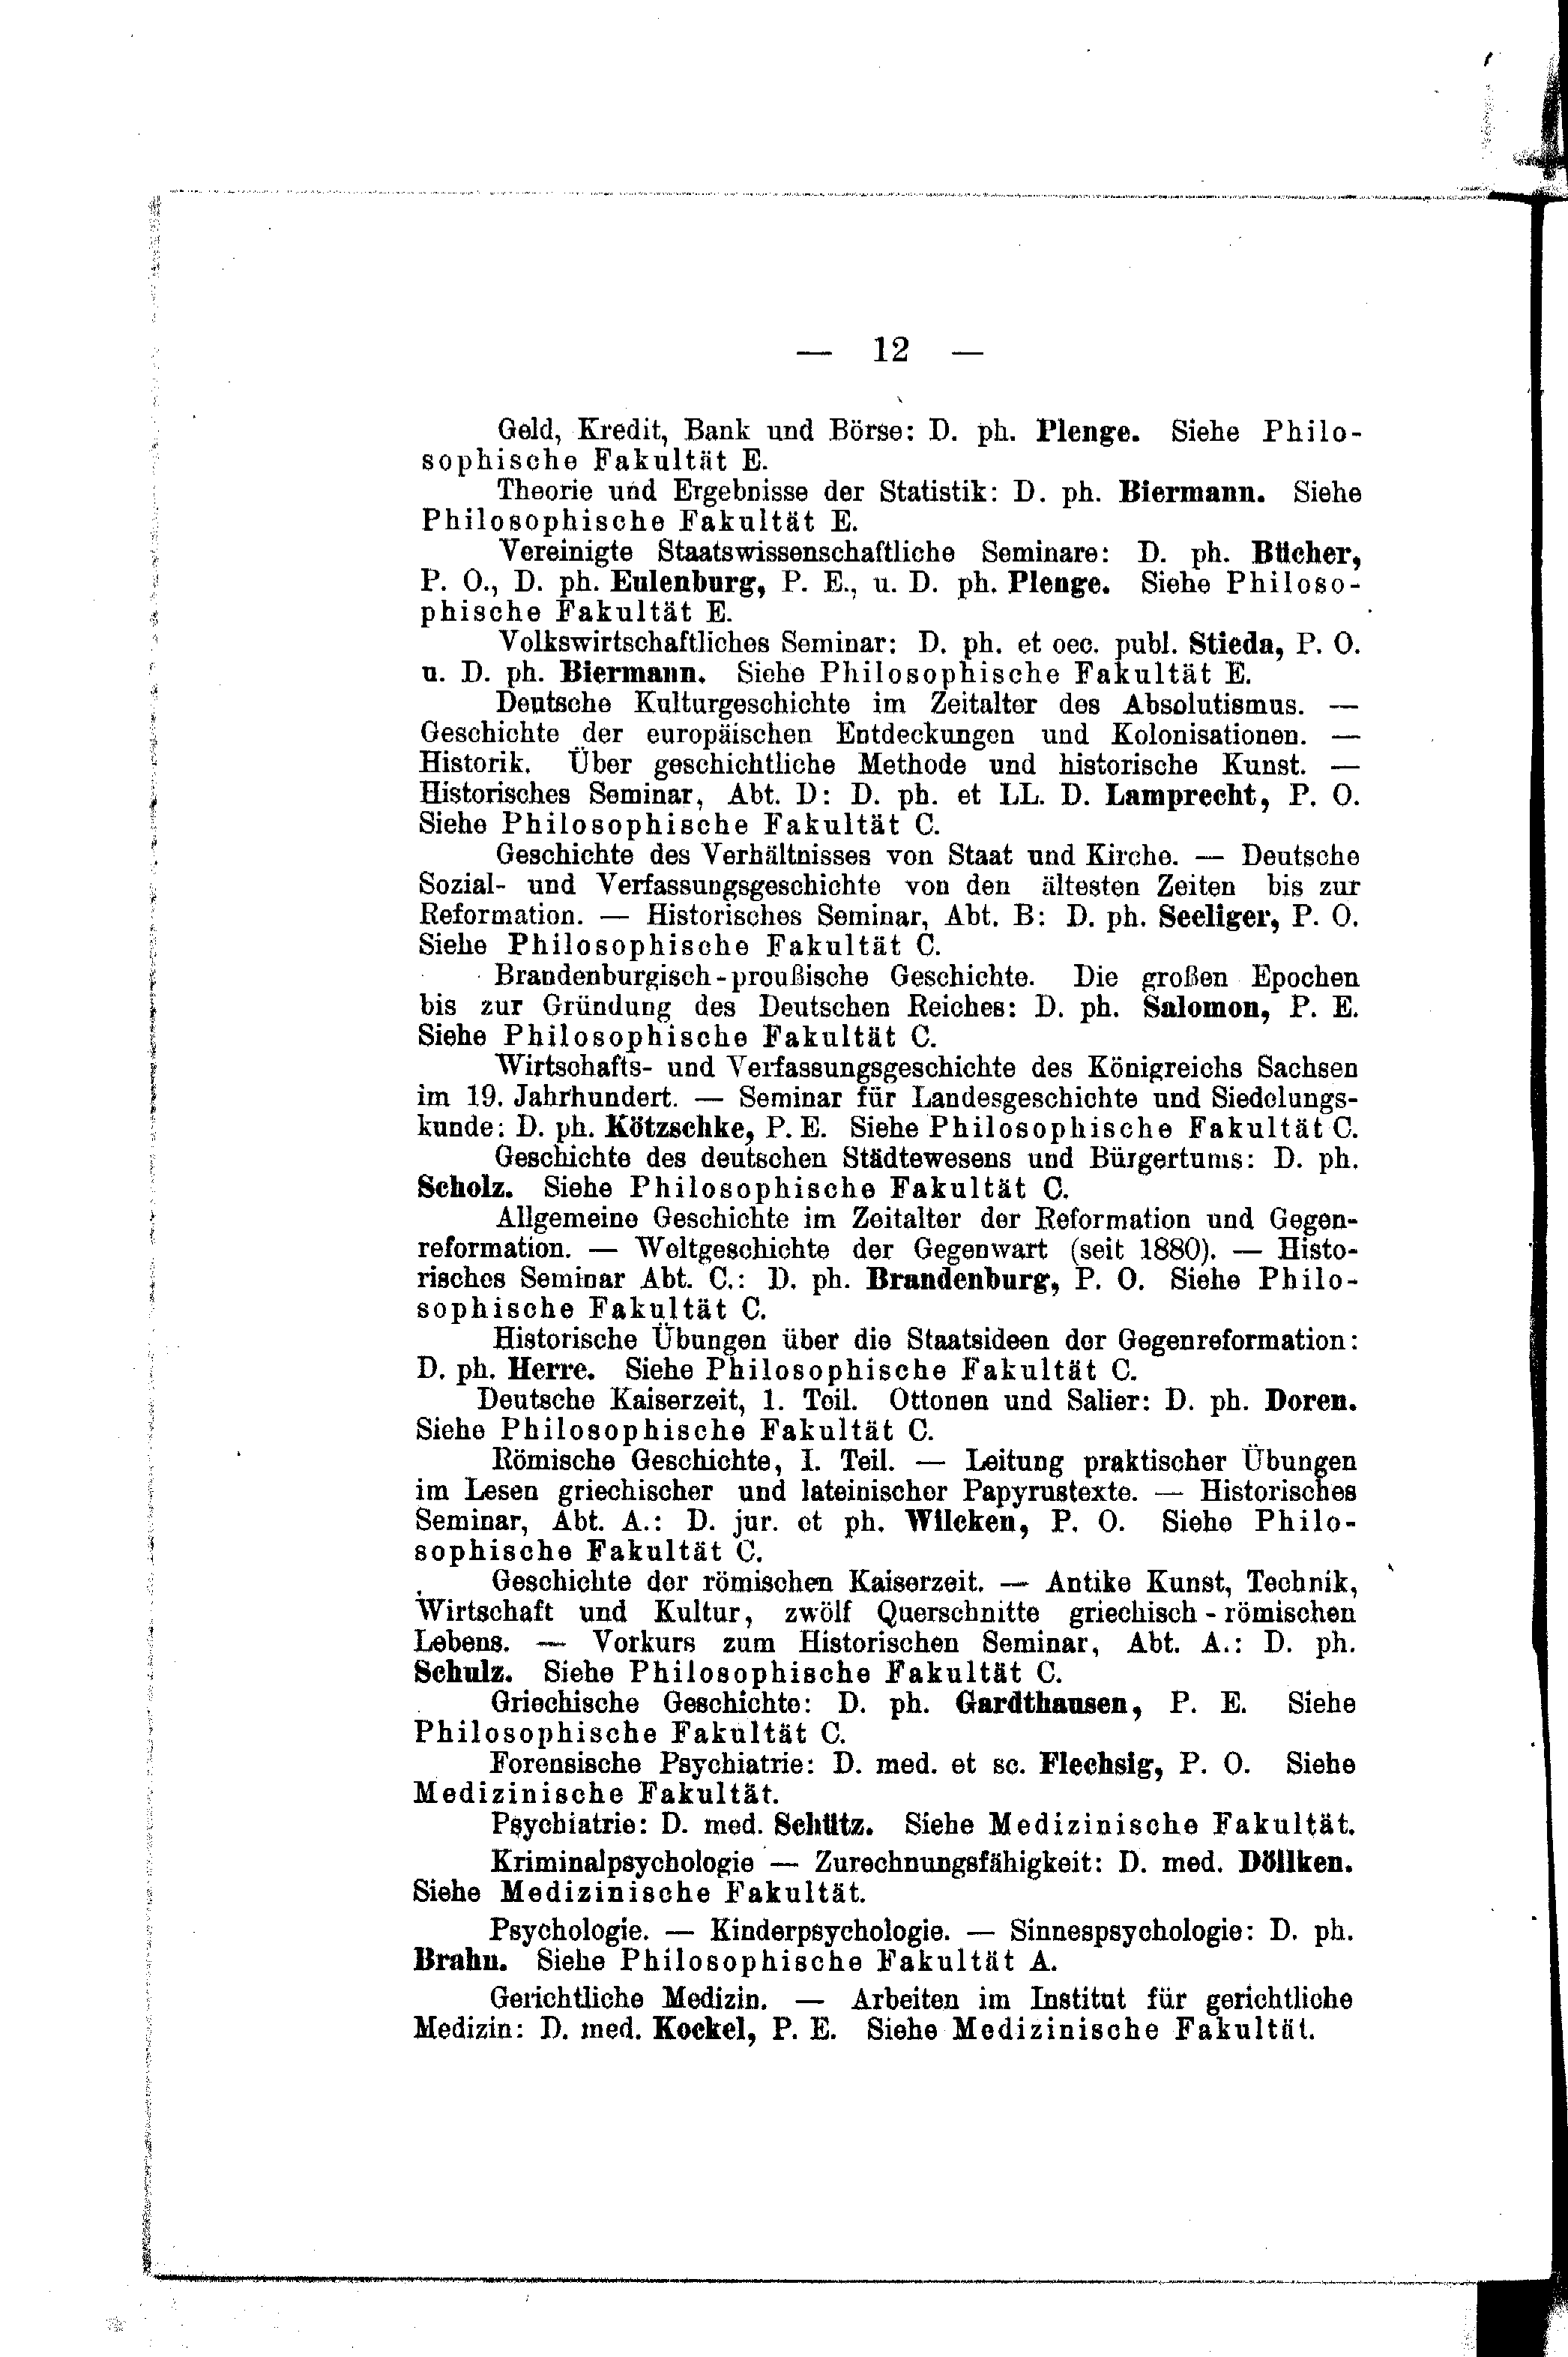 — 12 —
Geld, Kredit, Bank und Börse: D. ph. Plenge. Siehe Philo-
sophische Fakultät E.
Theorie und Ergebnisse der Statistik: D. ph. Biermann. Siehe
Philosophische Fakultät E.
Vereinigte Staatswissenschaftliche Seminare: D. ph. Bücher,
P. O., D. ph. Eulenburg, P. E., u. D. ph. Plenge. Siehe Philoso-
phische Fakultät E.
Volkswirtschaftliches Seminar: D. ph. et oec. publ. Stieda, P. O.
u. D. ph. Biermann. Siehe Philosophische Fakultät E.
Deutsche Kulturgeschichte im Zeitalter des Absolutismus. —
Geschichte der europäischen Entdeckungen und Kolonisationen. —
Historik. Über geschichtliche Methode und historische Kunst. —
Historisches Seminar, Abt. D: D. ph. et LL. D. Lamprecht, P. O.
Siehe Philosophische Fakultät C.
Geschichte des Verhältnisses von Staat und Kirche. — Deutsche
Sozial- und Verfassungsgeschichte von den ältesten Zeiten bis zur
Reformation. — Historisches Seminar, Abt. B: D. ph. Seeliger, P. O.
Siehe Philosophische Fakultät C.
Brandenburgisch-preußische Geschichte. Die großen Epochen
bis zur Gründung des Deutschen Reiches: D. ph. Salomon, P. E.
Siehe Philosophische Fakultät C.
Wirtschafts- und Verfassungsgeschichte des Königreichs Sachsen
im 19. Jahrhundert. — Seminar für Landesgeschichte und Siedelungs-
kunde: D. ph. Kötzschke, P. E. Siehe Philosophische Fakultät C.
Geschichte des deutschen Städtewesens und Bürgertums: D. ph.
Scholz. Siehe Philosophische Fakultät C.
Allgemeine Geschichte im Zeitalter der Reformation und Gegen-
reformation. — Weltgeschichte der Gegenwart (seit 1880). — Histo-
risches Seminar Abt. C.: D. ph. Brandenburg, P. O. Siehe Philo-
sophische Fakultät C.
Historische Übungen über die Staatsideen der Gegenreformation:
D. ph. Herre. Siehe Philosophische Fakultät C.
Deutsche Kaiserzeit, 1. Teil. Ottonen und Salier: D. ph. Doren.
Siehe Philosophische Fakultät C.
Römische Geschichte, I. Teil. — Leitung praktischer Übungen
im Lesen griechischer und lateinischer Papyrustexte. — Historisches
Seminar, Abt. A.: D. jur. et ph. Wilcken, P. O. Siehe Philo-
sophische Fakultät C.
Geschichte der römischen Kaiserzeit. — Antike Kunst, Technik,
Wirtschaft und Kultur, zwölf Querschnitte griechisch-römischen
Lebens. — Vorkurs zum Historischen Seminar, Abt. A.: D. ph.
Schulz. Siehe Philosophische Fakultät C.
Griechische Geschichte: D. ph. Gardthausen, P. E. Siehe
Philosophische Fakultät C.
Forensische Psychiatrie: D. med. et sc. Flechsig, P. O. Siehe
Medizinische Fakultät.
Psychiatrie: D. med. Schütz. Siehe Medizinische Fakultät.
Kriminalpsychologie — Zurechnungsfähigkeit: D. med. Döllken.
Siehe Medizinische Fakultät.
Psychologie. — Kinderpsychologie. — Sinnespsychologie: D. ph.
Brahn. Siehe Philosophische Fakultät A.
Gerichtliche Medizin. — Arbeiten im Institut für gerichtliche
Medizin: D. med. Kockel, P. E. Siehe Medizinische Fakultät.